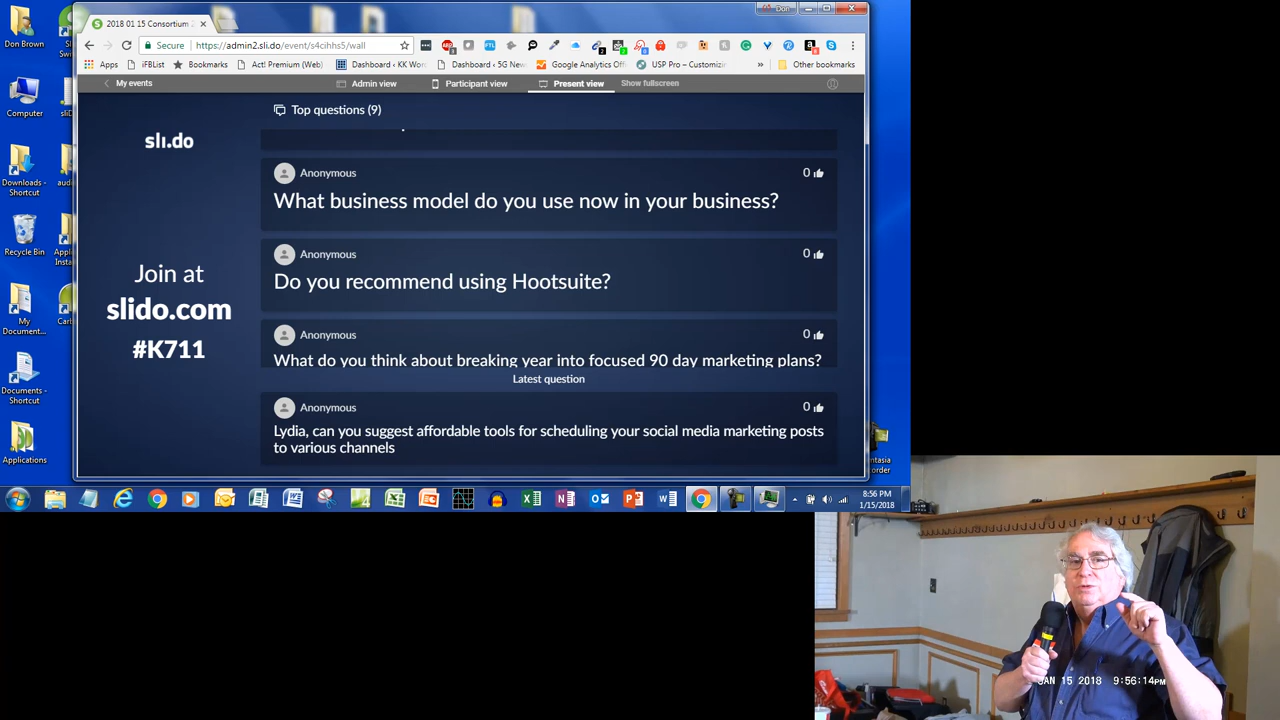 Don Brown
Computer
Downloads -
Shortcut
Recycle Bin
My
Document...
Documents -
Shortcut
Applications
2018 01 15 Consortium
Don
Secure
https://admin2.sli.do/event/s4cihhs5/wall
Apps
iFBList
Bookmarks
Act! Premium (Web)
Dashboard ‹ KK Wor
Dashboard ‹ 5G New
Google Analytics Off
USP Pro – Customizin
»
Other bookmarks
My events
Admin view
Participant view
Present view
Show fullscreen
Top questions (9)
sli.do
Join at
slido.com
#K711
Anonymous
0
What business model do you use now in your business?
Anonymous
0
Do you recommend using Hootsuite?
Anonymous
0
What do you think about breaking year into focused 90 day marketing plans?
Latest question
Anonymous
0
Lydia, can you suggest affordable tools for scheduling your social media marketing posts
to various channels
8:56 PM
1/15/2018
JAN 15 2018 9:56:14PM